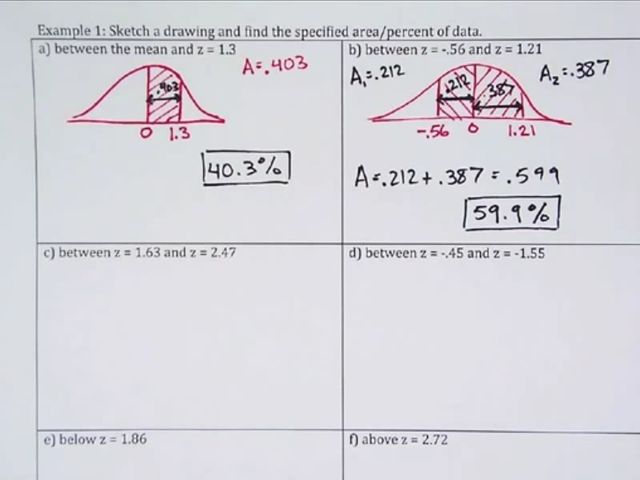 Example 1: Sketch a drawing and find the specified area/percent of data.
a) between the mean and z = 1.3
A=.403
.403
0 1.3
40.3%
b) between z = -.56 and z = 1.21
A₁=.212
A₂=.387
.212 .387
-.56 0 1.21
A=.212+.387=.599
59.9%
c) between z = 1.63 and z = 2.47
d) between z = -.45 and z = -1.55
e) below z = 1.86
f) above z = 2.72